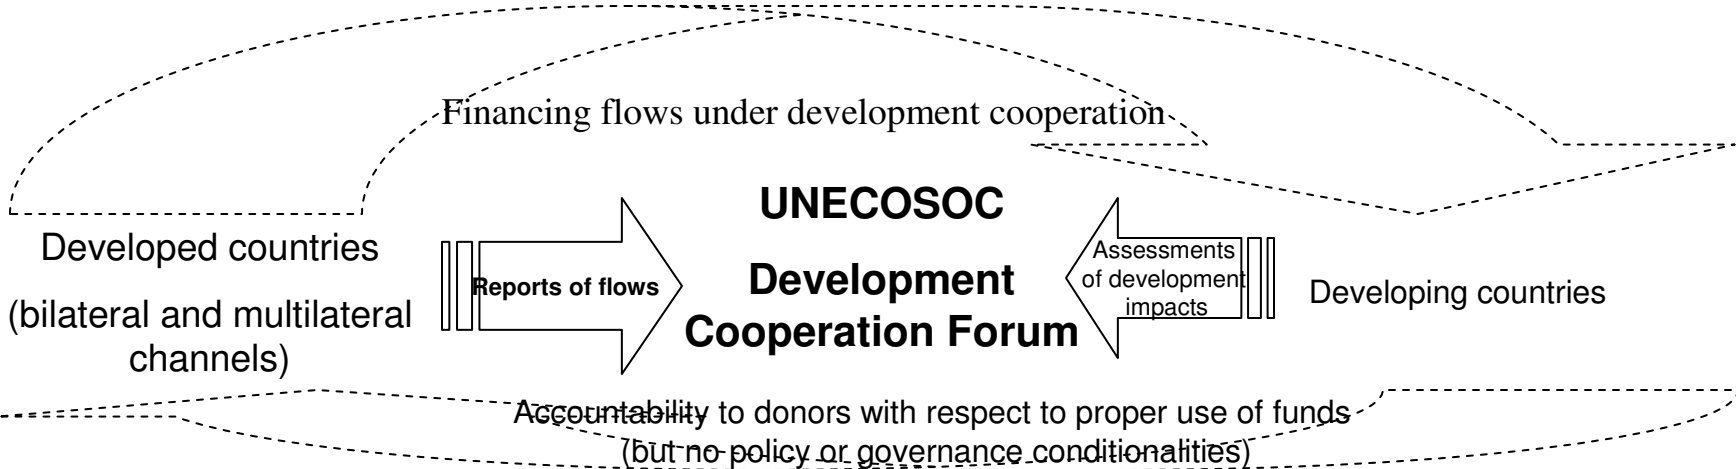 Financing flows under development cooperation
Developed countries
(bilateral and multilateral
channels)
Reports of flows
UNECOSOC
Development
Cooperation Forum
Assessments
of development
impacts
Developing countries
Accountability to donors with respect to proper use of funds
(but no policy or governance conditionalities)